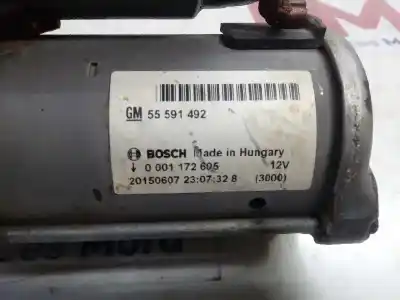 GM 55 591 492
BOSCH Made in Hungary
0 001 172 605 12V
20150607 23:07:32 8 (3000)